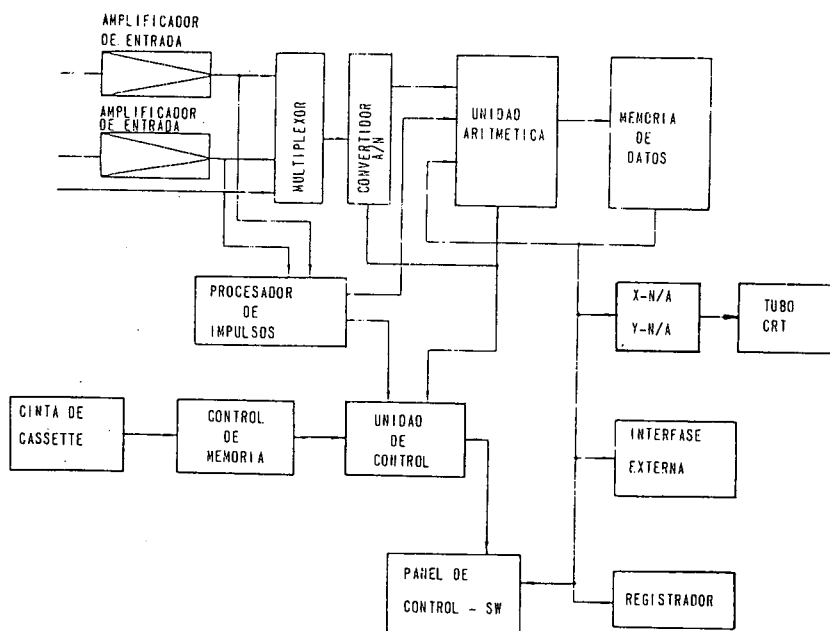 AMPLIFICADOR
DE ENTRADA
AMPLIFICADOR
DE ENTRADA
MULTIPLEXOR
CONVERTIDOR
A/N
UNIDAD
ARITMETICA
MEMORIA
DE
DATOS
PROCESADOR
DE
IMPULSOS
X-N/A
Y-N/A
TUBO
CRT
CINTA DE
CASSETTE
CONTROL
DE
MEMORIA
UNIDAD
DE
CONTROL
INTERFASE
EXTERNA
PANEL DE
CONTROL - SW
REGISTRADOR